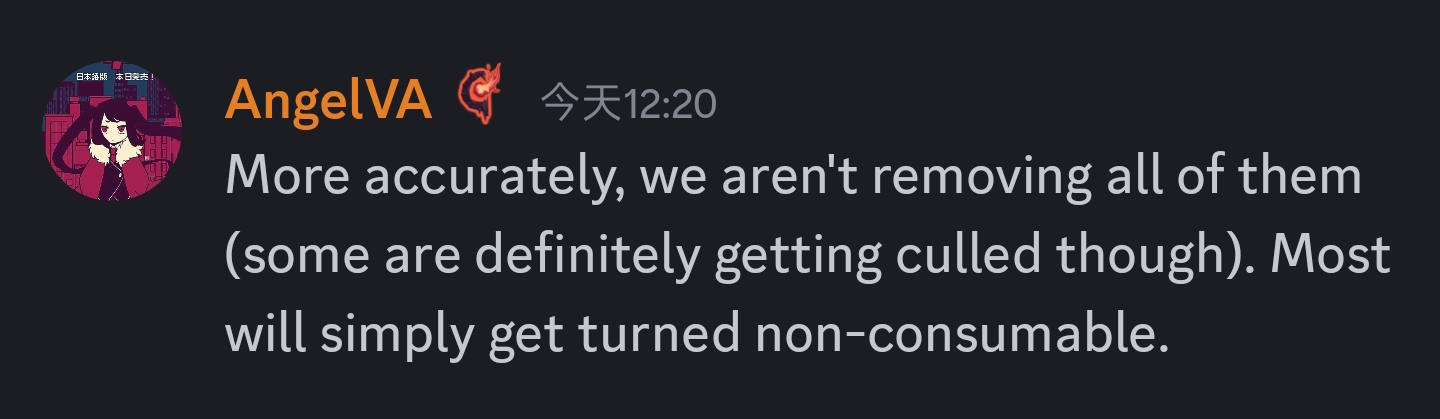 日本語版 本日発売!
AngelVA 今天12:20
More accurately, we aren't removing all of them
(some are definitely getting culled though). Most
will simply get turned non-consumable.